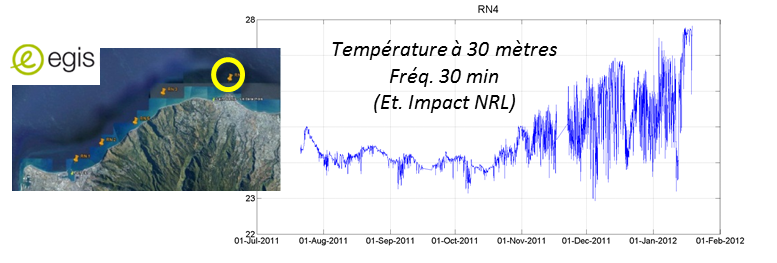 egis
RN4
Température à 30 mètres
Fréq. 30 min
(Et. Impact NRL)
28
23
22
01-Jul-2011 01-Aug-2011 01-Sep-2011 01-Oct-2011 01-Nov-2011 01-Dec-2011 01-Jan-2012 01-Feb-2012